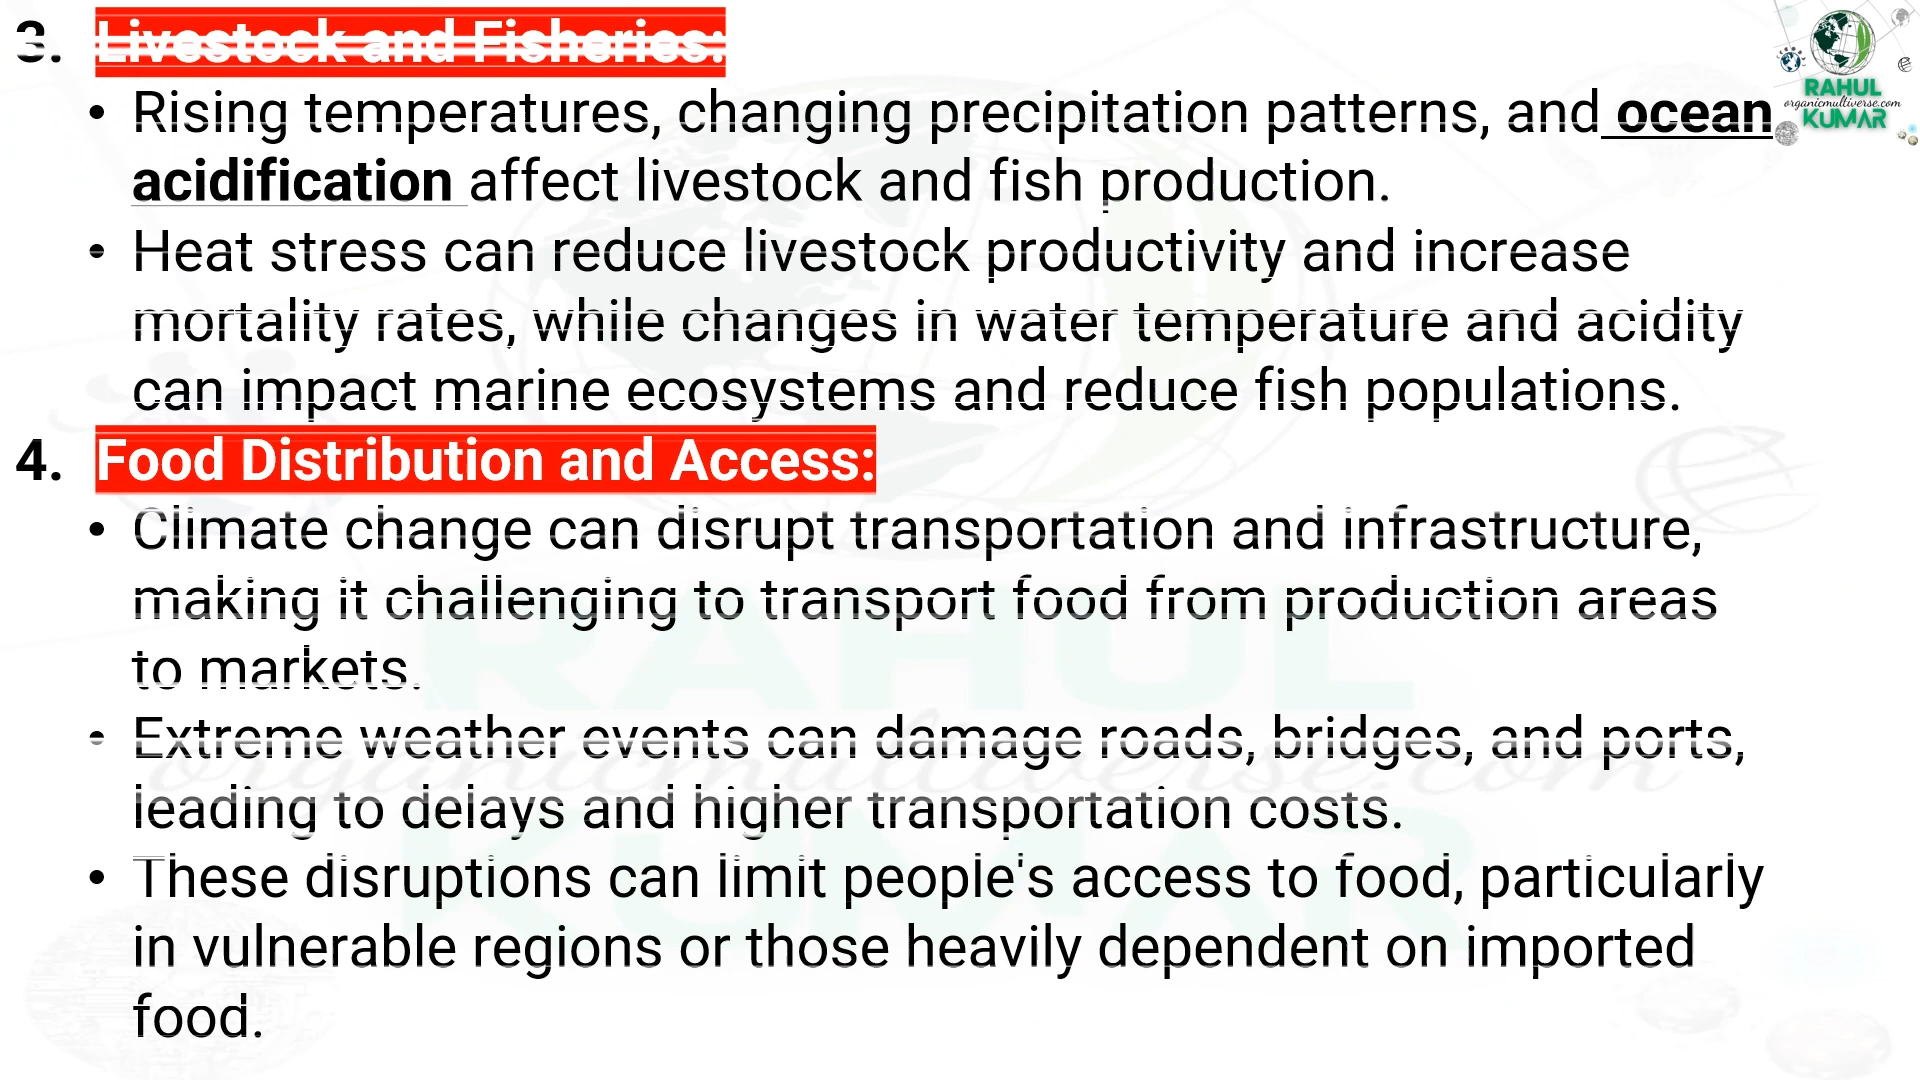 3. Livestock and Fisheries:
• Rising temperatures, changing precipitation patterns, and ocean
acidification affect livestock and fish production.
• Heat stress can reduce livestock productivity and increase
mortality rates, while changes in water temperature and acidity
can impact marine ecosystems and reduce fish populations.
4. Food Distribution and Access:
• Climate change can disrupt transportation and infrastructure,
making it challenging to transport food from production areas
to markets.
• Extreme weather events can damage roads, bridges, and ports,
leading to delays and higher transportation costs.
• These disruptions can limit people's access to food, particularly
in vulnerable regions or those heavily dependent on imported
food.
RAHUL
organicmultiverse.com
KUMAR
RAHUL
organicmultiverse.com
KUMAR